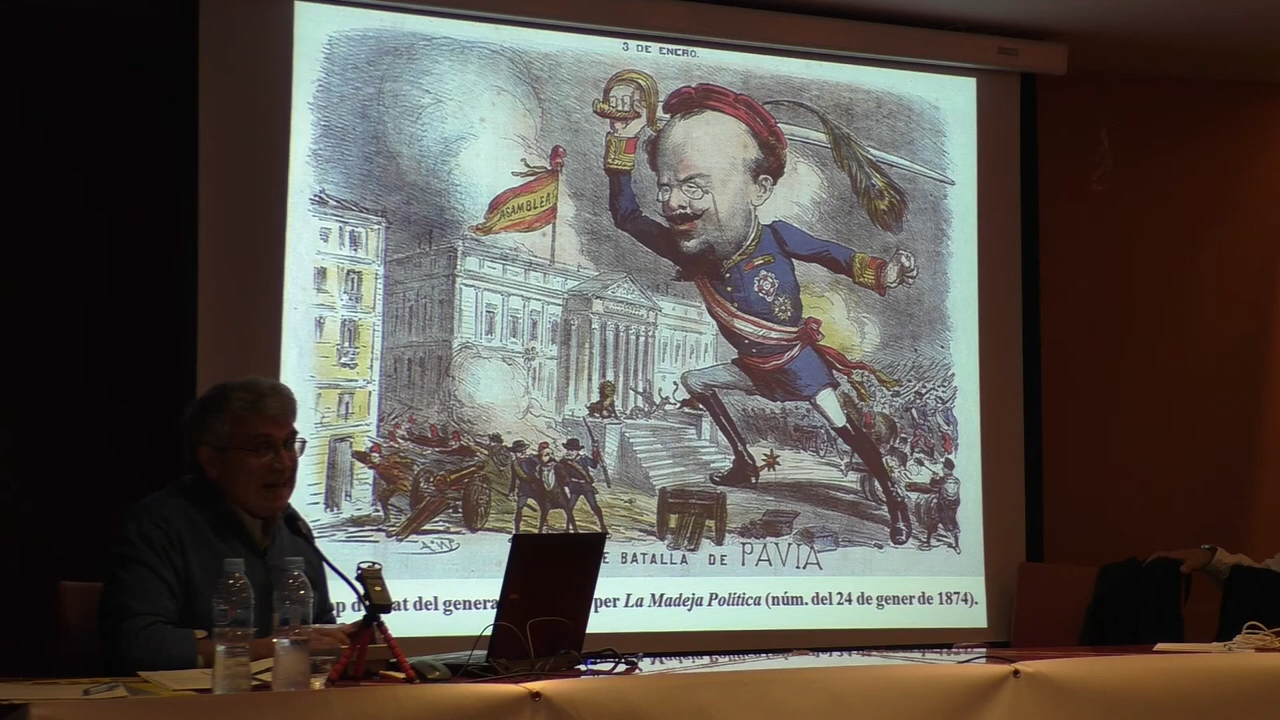 3 DE ENERO.
ASAMBLEA
BATALLA DE PAVIA
del genera per La Madeja Política (núm. del 24 de gener de 1874).